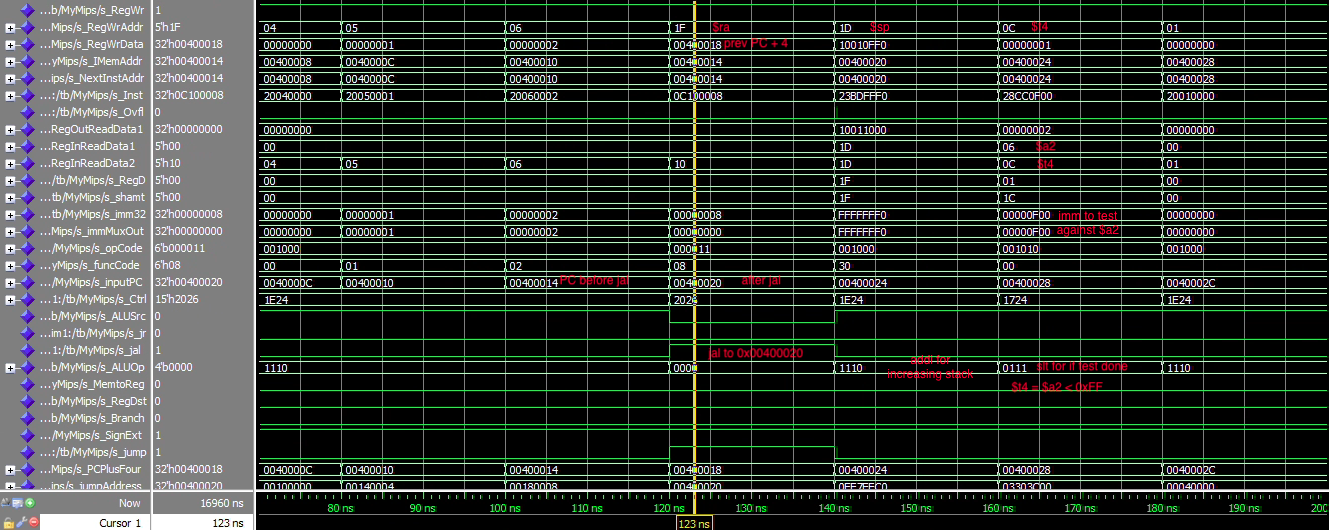 ...b/MyMips/s_RegWr 1
...Mips/s_RegWrAddr 5'h1F 04 05 06 1F $ra 1D $sp 0C $t4 01
...Mips/s_RegWrData 32'h00400018 00000000 00000001 00000002 00400018 prev PC + 4 10010FF0 00000001 00000000
...yMips/s_IMemAddr 32'h00400014 00400008 0040000C 00400010 00400014 00400020 00400024 00400028
...ips/s_NextInstAddr 32'h00400014 00400008 0040000C 00400010 00400014 00400020 00400024 00400028
...:/tb/MyMips/s_Inst 32'h0C100008 20040000 20050001 20060002 0C100008 23BDFFF0 28CC0F00 20010000
...:/tb/MyMips/s_Ovfl 0
...RegOutReadData1 32'h00000000 00000000 10011000 00000002 00000000
...RegInReadData1 5'h00 00 1D 06 $a2 00
...RegInReadData2 5'h10 04 05 06 10 1D 0C $t4 01
.../tb/MyMips/s_RegD 5'h00 00 1F 01 00
...tb/MyMips/s_shamt 5'h00 00 1F 1C 00
...tb/MyMips/s_imm32 32'h00000008 00000000 00000001 00000002 00000008 FFFFFFF0 00000F00 imm to test 00000000
...Mips/s_immMuxOut 32'h00000000 00000000 00000001 00000002 00000000 FFFFFFF0 00000F00 against $a2 00000000
.../MyMips/s_opCode 6'b000011 001000 000011 001000 001010 001000
...yMips/s_funcCode 6'h08 00 01 02 08 30 00
.../MyMips/s_inputPC 32'h00400020 0040000C 00400010 00400014 PC before jal 00400020 after jal 00400024 00400028 0040002C
...1:/tb/MyMips/s_Ctrl 15'h2026 1E24 2026 1E24 1724 1E24
...b/MyMips/s_ALUSrc 0
...im1:/tb/MyMips/s_jr 0
...1:/tb/MyMips/s_jal 1 jal to 0x00400020
...b/MyMips/s_ALUOp 4'b0000 1110 0000 1110 addi for increasing stack 0111 slt for if test done 1110
...yMips/s_MemtoReg 0 $t4 = $a2 < 0xFF
...MyMips/s_RegDst 0
...b/MyMips/s_Branch 0
.../MyMips/s_SignExt 1
...:/tb/MyMips/s_jump 1
...Mips/s_PCPlusFour 32'h00400018 0040000C 00400010 00400014 00400018 00400024 00400028 0040002C
...ips/s_jumpAddress 32'h00400020 00100000 00140004 00180008 00400020 0EF7FFC0 03303C00 00040000
Now 16960 ns 80 ns 90 ns 100 ns 110 ns 120 ns 130 ns 140 ns 150 ns 160 ns 170 ns 180 ns 190 ns 200
Cursor 1 123 ns 123 ns